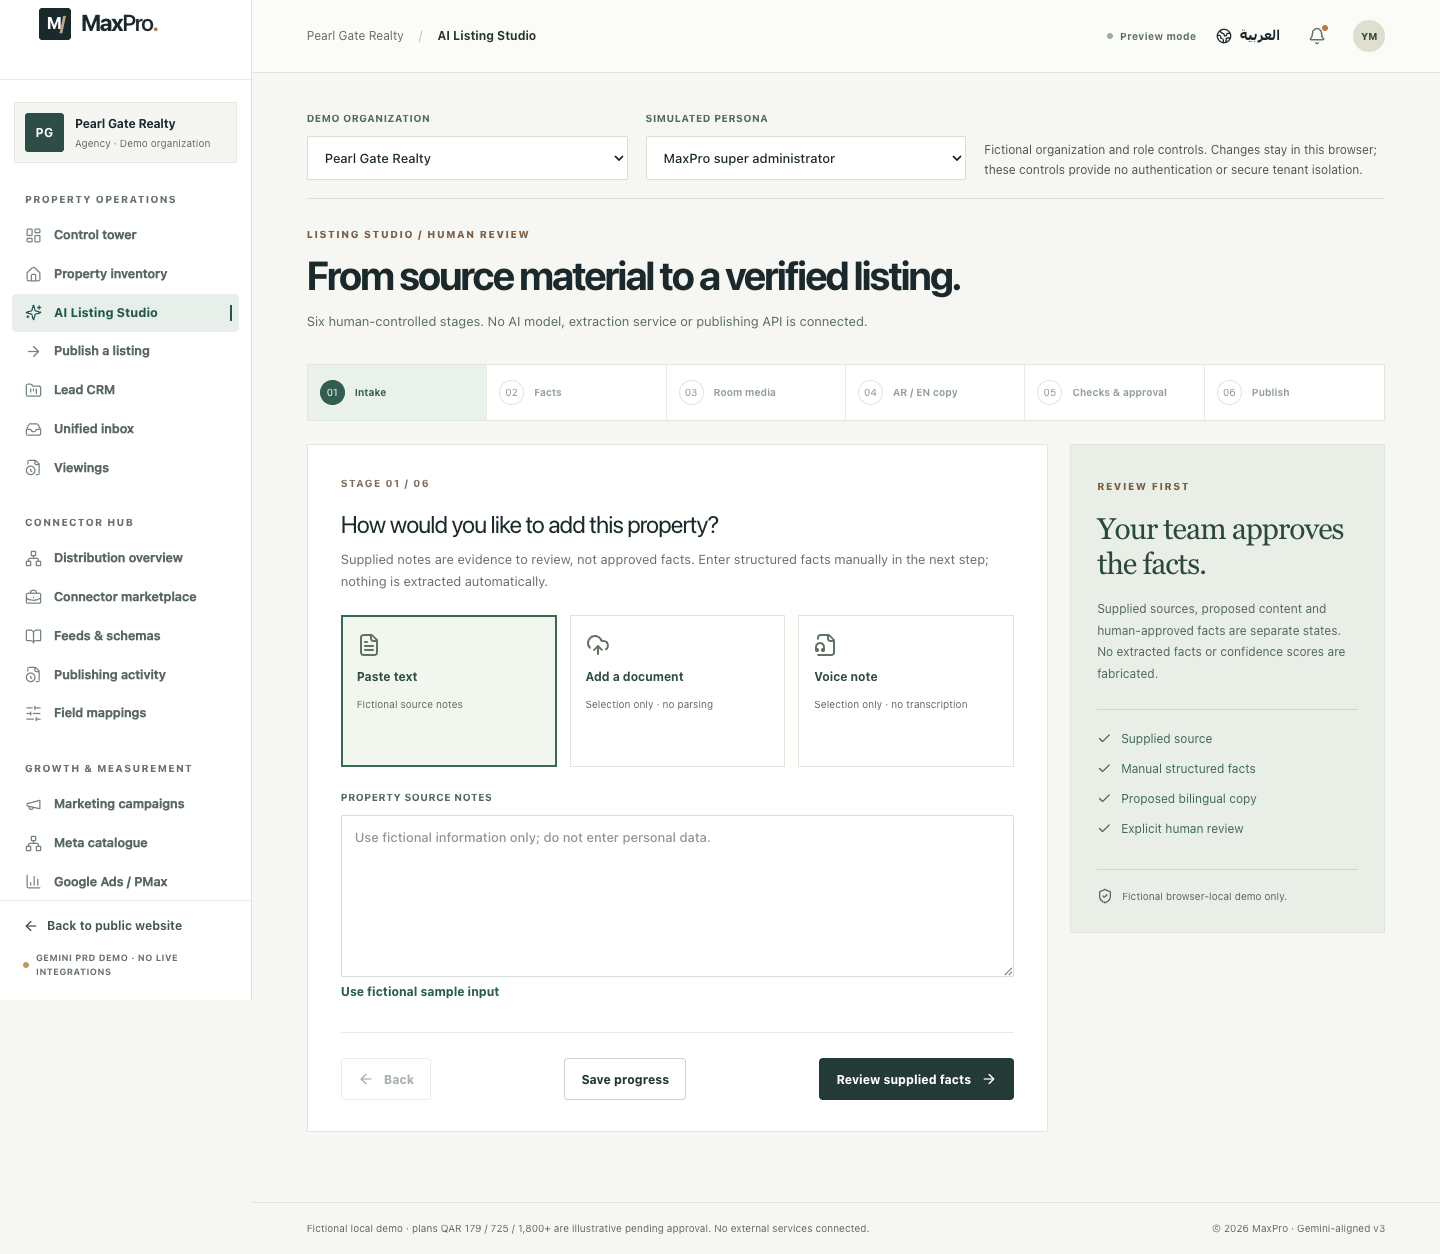 M/ MaxPro.
Pearl Gate Realty / AI Listing Studio
Preview mode
العربية
YM
PG
Pearl Gate Realty
Agency · Demo organization
PROPERTY OPERATIONS
Control tower
Property inventory
AI Listing Studio
Publish a listing
Lead CRM
Unified inbox
Viewings
CONNECTOR HUB
Distribution overview
Connector marketplace
Feeds & schemas
Publishing activity
Field mappings
GROWTH & MEASUREMENT
Marketing campaigns
Meta catalogue
Google Ads / PMax
Back to public website
GEMINI PRD DEMO · NO LIVE
INTEGRATIONS
DEMO ORGANIZATION
Pearl Gate Realty
SIMULATED PERSONA
MaxPro super administrator
Fictional organization and role controls. Changes stay in this browser;
these controls provide no authentication or secure tenant isolation.
LISTING STUDIO / HUMAN REVIEW
From source material to a verified listing.
Six human-controlled stages. No AI model, extraction service or publishing API is connected.
01 Intake
02 Facts
03 Room media
04 AR / EN copy
05 Checks & approval
06 Publish
STAGE 01 / 06
How would you like to add this property?
Supplied notes are evidence to review, not approved facts. Enter structured facts manually in the next step;
nothing is extracted automatically.
Paste text
Fictional source notes
Add a document
Selection only · no parsing
Voice note
Selection only · no transcription
PROPERTY SOURCE NOTES
Use fictional information only; do not enter personal data.
Use fictional sample input
Back
Save progress
Review supplied facts
REVIEW FIRST
Your team approves
the facts.
Supplied sources, proposed content and
human-approved facts are separate states.
No extracted facts or confidence scores are
fabricated.
Supplied source
Manual structured facts
Proposed bilingual copy
Explicit human review
Fictional browser-local demo only.
Fictional local demo · plans QAR 179 / 725 / 1,800+ are illustrative pending approval. No external services connected.
© 2026 MaxPro · Gemini-aligned v3